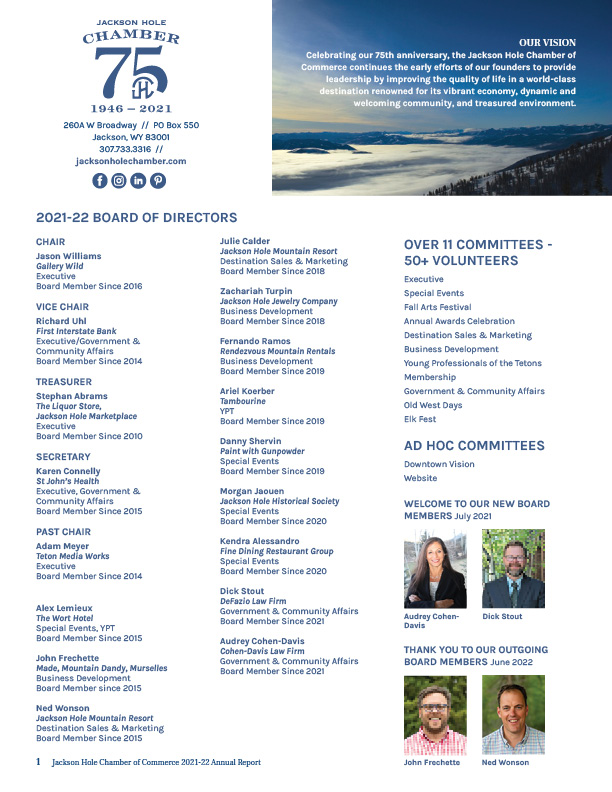 JACKSON HOLE
CHAMBER
75
JHC
1946 – 2021
260A W Broadway // PO Box 550
Jackson, WY 83001
307.733.3316 //
jacksonholechamber.com
OUR VISION
Celebrating our 75th anniversary, the Jackson Hole Chamber of
Commerce continues the early efforts of our founders to provide
leadership by improving the quality of life in a world-class
destination renowned for its vibrant economy, dynamic and
welcoming community, and treasured environment.
2021-22 BOARD OF DIRECTORS
CHAIR
Jason Williams
Gallery Wild
Executive
Board Member Since 2016
VICE CHAIR
Richard Uhl
First Interstate Bank
Executive/Government &
Community Affairs
Board Member Since 2014
TREASURER
Stephan Abrams
The Liquor Store,
Jackson Hole Marketplace
Executive
Board Member Since 2010
SECRETARY
Karen Connelly
St John's Health
Executive, Government &
Community Affairs
Board Member Since 2015
PAST CHAIR
Adam Meyer
Teton Media Works
Executive
Board Member Since 2014
Alex Lemieux
The Wort Hotel
Special Events, YPT
Board Member Since 2015
John Frechette
Made, Mountain Dandy, Murselles
Business Development
Board Member since 2015
Ned Wonson
Jackson Hole Mountain Resort
Destination Sales & Marketing
Board Member Since 2015
Julie Calder
Jackson Hole Mountain Resort
Destination Sales & Marketing
Board Member Since 2018
Zachariah Turpin
Jackson Hole Jewelry Company
Business Development
Board Member Since 2018
Fernando Ramos
Rendezvous Mountain Rentals
Business Development
Board Member Since 2019
Ariel Koerber
Tambourine
YPT
Board Member Since 2019
Danny Shervin
Paint with Gunpowder
Special Events
Board Member Since 2019
Morgan Jaouen
Jackson Hole Historical Society
Special Events
Board Member Since 2020
Kendra Alessandro
Fine Dining Restaurant Group
Special Events
Board Member Since 2020
Dick Stout
DeFazio Law Firm
Government & Community Affairs
Board Member Since 2021
Audrey Cohen-Davis
Cohen-Davis Law Firm
Government & Community Affairs
Board Member Since 2021
OVER 11 COMMITTEES -
50+ VOLUNTEERS
Executive
Special Events
Fall Arts Festival
Annual Awards Celebration
Destination Sales & Marketing
Business Development
Young Professionals of the Tetons
Membership
Government & Community Affairs
Old West Days
Elk Fest
AD HOC COMMITTEES
Downtown Vision
Website
WELCOME TO OUR NEW BOARD
MEMBERS July 2021
Audrey Cohen-
Davis
Dick Stout
THANK YOU TO OUR OUTGOING
BOARD MEMBERS June 2022
John Frechette
Ned Wonson
1 Jackson Hole Chamber of Commerce 2021-22 Annual Report